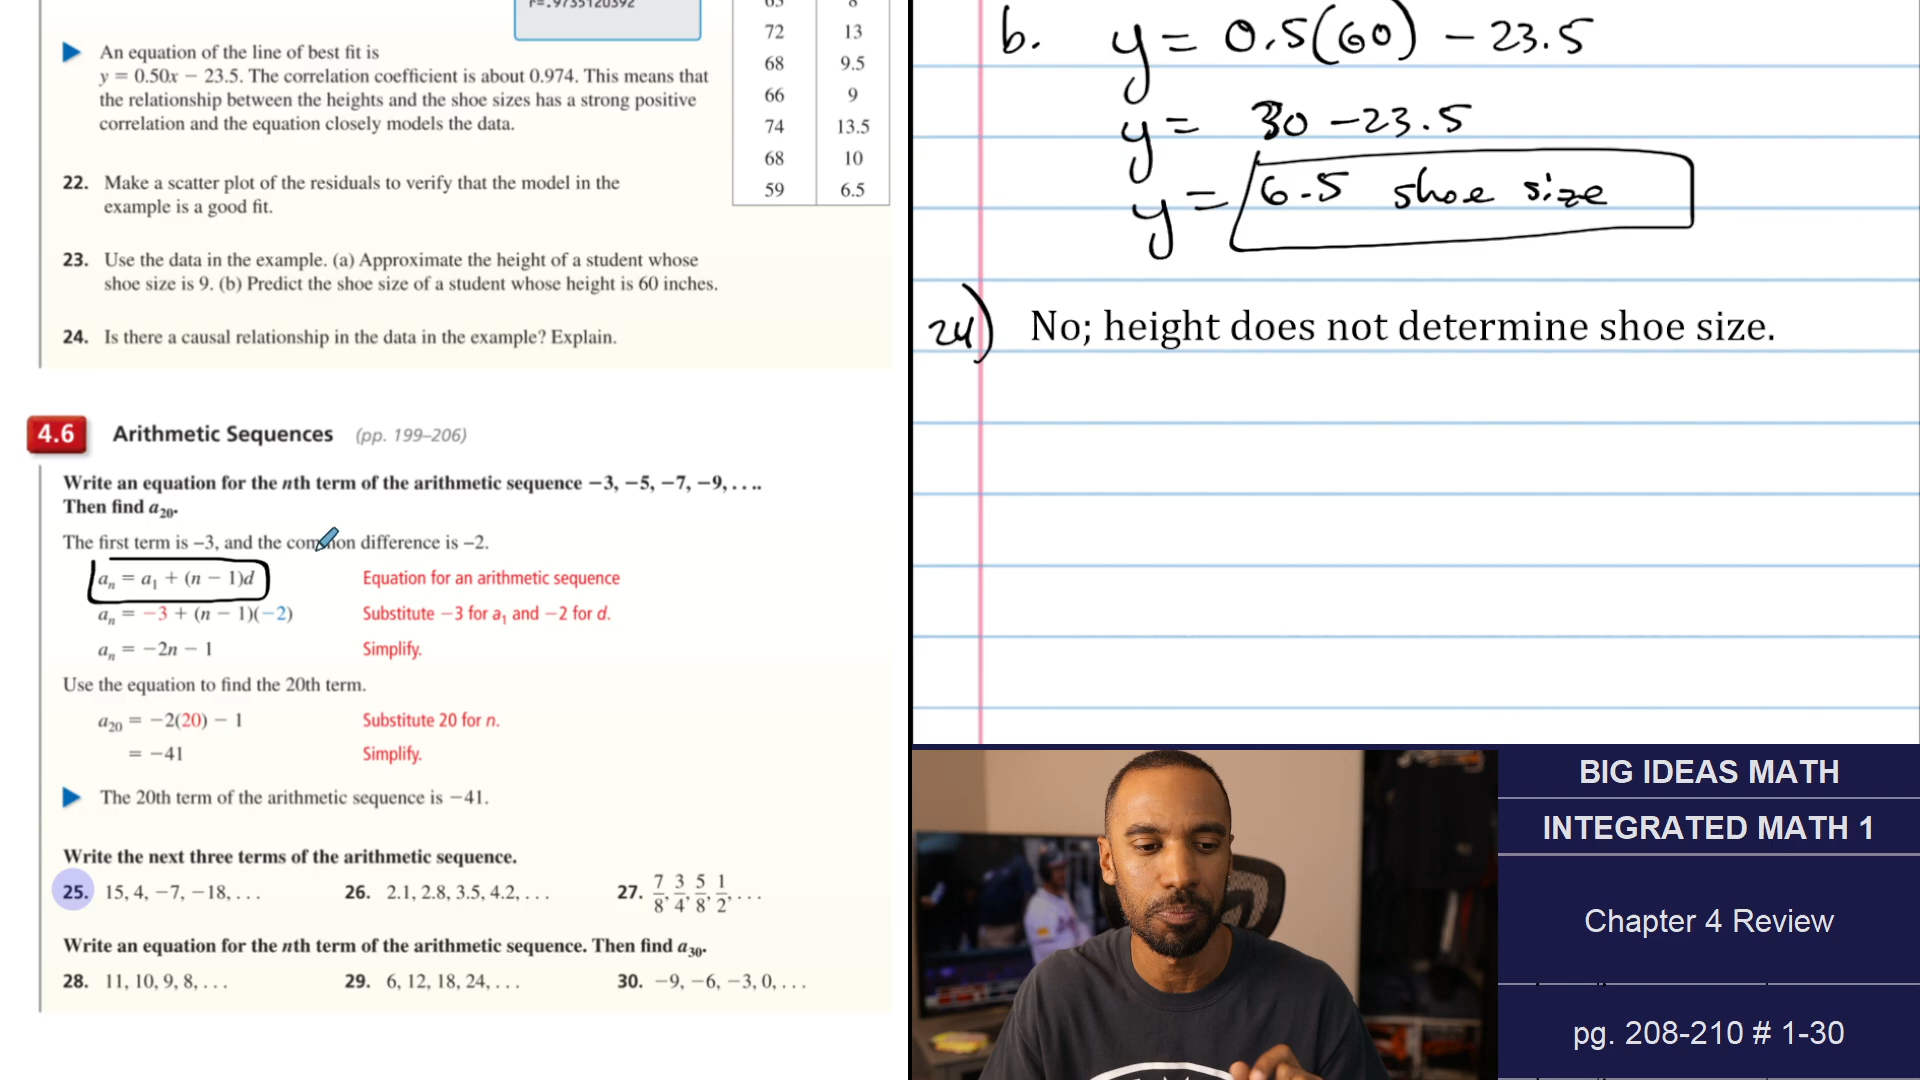 r=.9735120392
65 8
72 13
68 9.5
66 9
74 13.5
68 10
59 6.5
An equation of the line of best fit is
y = 0.50x − 23.5. The correlation coefficient is about 0.974. This means that
the relationship between the heights and the shoe sizes has a strong positive
correlation and the equation closely models the data.
22. Make a scatter plot of the residuals to verify that the model in the
example is a good fit.
23. Use the data in the example. (a) Approximate the height of a student whose
shoe size is 9. (b) Predict the shoe size of a student whose height is 60 inches.
24. Is there a causal relationship in the data in the example? Explain.
4.6 Arithmetic Sequences (pp. 199–206)
Write an equation for the nth term of the arithmetic sequence −3, −5, −7, −9, . . ..
Then find a₂₀.
The first term is −3, and the common difference is −2.
aₙ = a₁ + (n − 1)d Equation for an arithmetic sequence
aₙ = −3 + (n − 1)(−2) Substitute −3 for a₁ and −2 for d.
aₙ = −2n − 1 Simplify.
Use the equation to find the 20th term.
a₂₀ = −2(20) − 1 Substitute 20 for n.
= −41 Simplify.
The 20th term of the arithmetic sequence is −41.
Write the next three terms of the arithmetic sequence.
25. 15, 4, −7, −18, . . . 26. 2.1, 2.8, 3.5, 4.2, . . . 27. 7/8, 3/4, 5/8, 1/2, . . .
Write an equation for the nth term of the arithmetic sequence. Then find a₃₀.
28. 11, 10, 9, 8, . . . 29. 6, 12, 18, 24, . . . 30. −9, −6, −3, 0, . . .
b. y = 0.5(60) − 23.5
y = 30 − 23.5
y = 6.5 shoe size
24) No; height does not determine shoe size.
BIG IDEAS MATH
INTEGRATED MATH 1
Chapter 4 Review
pg. 208-210 # 1-30